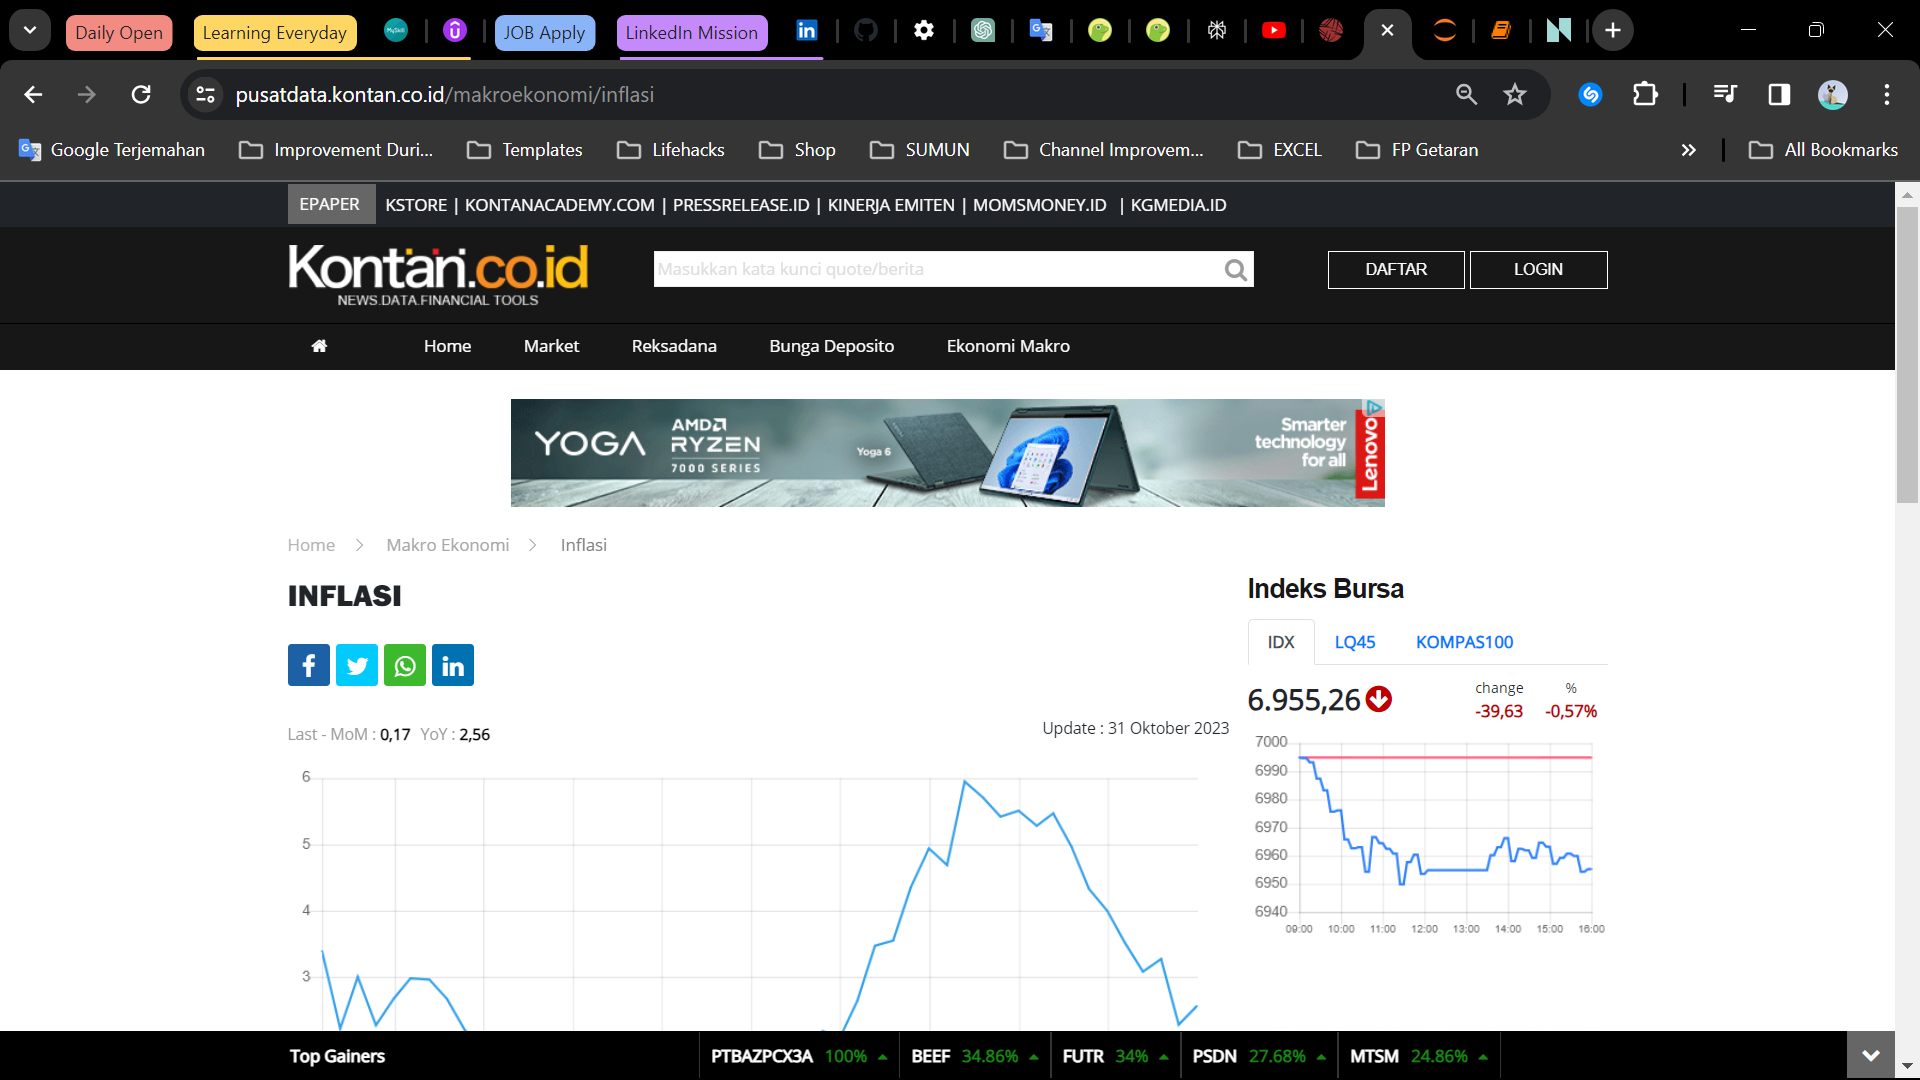 Daily Open
Learning Everyday
MySkill
JOB Apply
LinkedIn Mission
pusatdata.kontan.co.id/makroekonomi/inflasi
Google Terjemahan
Improvement Duri...
Templates
Lifehacks
Shop
SUMUN
Channel Improvem...
EXCEL
FP Getaran
All Bookmarks
EPAPER KSTORE | KONTANACADEMY.COM | PRESSRELEASE.ID | KINERJA EMITEN | MOMSMONEY.ID | KGMEDIA.ID
Kontan.co.id
NEWS.DATA.FINANCIAL TOOLS
Masukkan kata kunci quote/berita
DAFTAR
LOGIN
Home
Market
Reksadana
Bunga Deposito
Ekonomi Makro
YOGA
AMD
RYZEN
7000 SERIES
Yoga 6
Smarter
technology
for all
Lenovo
Home > Makro Ekonomi > Inflasi
INFLASI
Last - MoM : 0,17 YoY : 2,56
Update : 31 Oktober 2023
6
5
4
3
Indeks Bursa
IDX
LQ45
KOMPAS100
6.955,26
change
-39,63
%
-0,57%
7000
6990
6980
6970
6960
6950
6940
09:00 10:00 11:00 12:00 13:00 14:00 15:00 16:00
Top Gainers
PTBAZPCX3A 100%
BEEF 34.86%
FUTR 34%
PSDN 27.68%
MTSM 24.86%